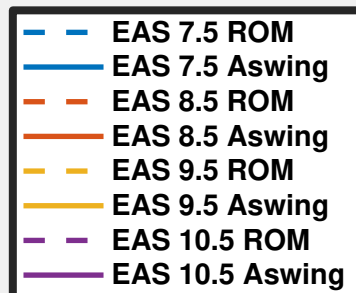 EAS 7.5 ROM
EAS 7.5 Aswing
EAS 8.5 ROM
EAS 8.5 Aswing
EAS 9.5 ROM
EAS 9.5 Aswing
EAS 10.5 ROM
EAS 10.5 Aswing